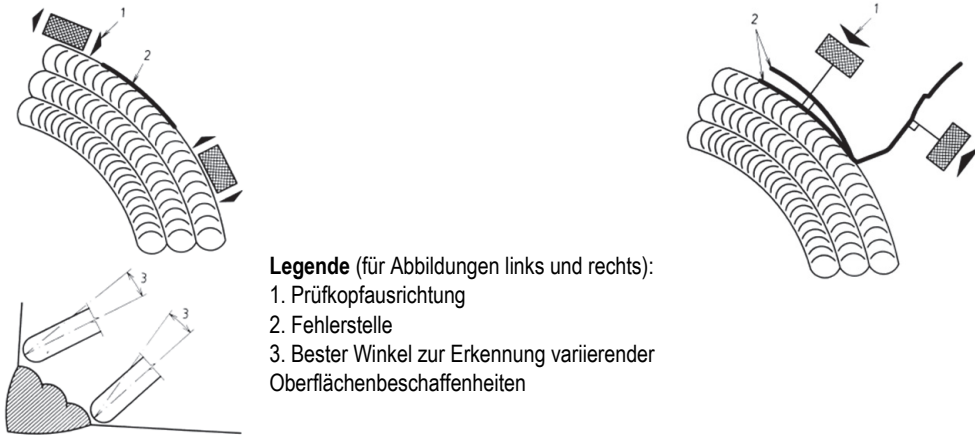 1
2
2
1
3
3
Legende (für Abbildungen links und rechts):
1. Prüfkopfausrichtung
2. Fehlerstelle
3. Bester Winkel zur Erkennung variierender
Oberflächenbeschaffenheiten